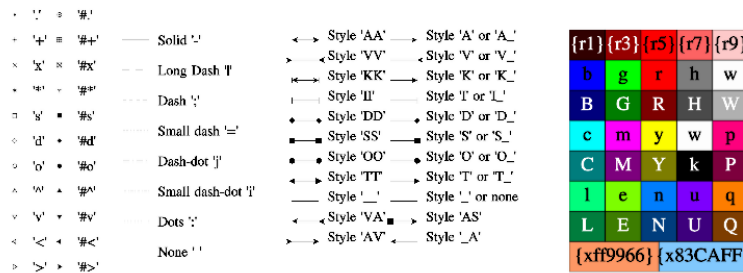 '.' '#.'
'+' '#+'
'x' '#x'
'*' '#*'
's' '#s'
'd' '#d'
'o' '#o'
'^' '#^'
'v' '#v'
'<' '#<'
'>' '#>'
Solid '-'
Long Dash '|'
Dash ';'
Small dash '='
Dash-dot 'j'
Small dash-dot 'i'
Dots ':'
None ' '
Style 'AA' Style 'A' or 'A_'
Style 'VV' Style 'V' or 'V_'
Style 'KK' Style 'K' or 'K_'
Style 'II' Style 'I' or 'I_'
Style 'DD' Style 'D' or 'D_'
Style 'SS' Style 'S' or 'S_'
Style 'OO' Style 'O' or 'O_'
Style 'TT' Style 'T' or 'T_'
Style '__' Style '_' or none
Style 'VA' Style 'AS'
Style 'AV' Style '_A'
{r1} {r3} {r5} {r7} {r9}
b g r h w
B G R H W
c m y w p
C M Y k P
l e n u q
L E N U Q
{xff9966} {x83CAFF}